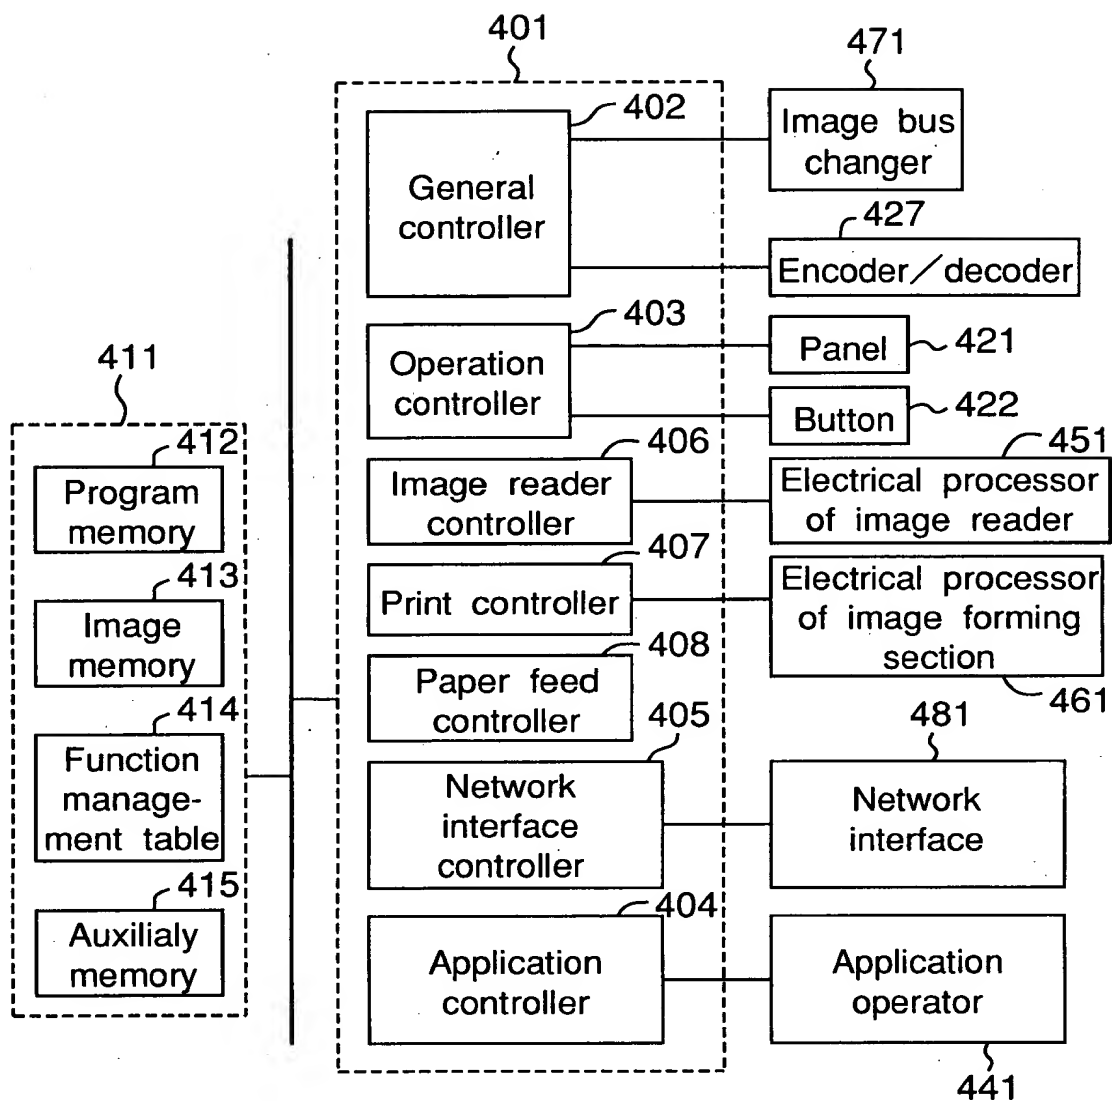 401
402
General
controller
471
Image bus
changer
427
Encoder/decoder
403
Operation
controller
Panel
421
Button
422
406
Image reader
controller
451
Electrical processor
of image reader
407
Print controller
Electrical processor
of image forming
section
461
408
Paper feed
controller
405
Network
interface
controller
481
Network
interface
404
Application
controller
Application
operator
441
411
412
Program
memory
413
Image
memory
414
Function
manage-
ment table
415
Auxilialy
memory